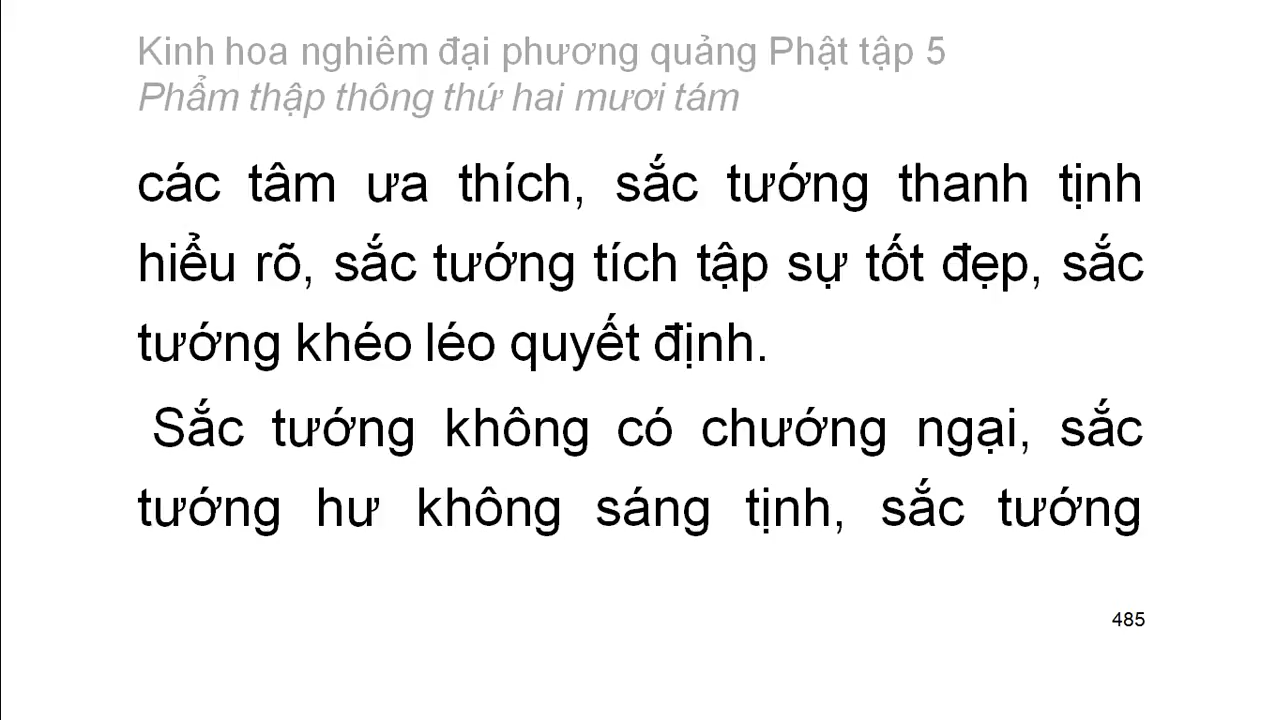 Kinh hoa nghiêm đại phương quảng Phật tập 5
Phẩm thập thông thứ hai mươi tám
các tâm ưa thích, sắc tướng thanh tịnh
hiểu rõ, sắc tướng tích tập sự tốt đẹp, sắc
tướng khéo léo quyết định.
Sắc tướng không có chướng ngại, sắc
tướng hư không sáng tịnh, sắc tướng
485